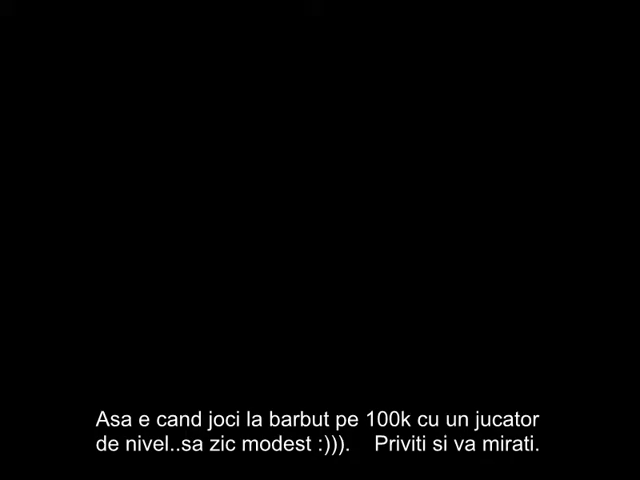 Asa e cand joci la barbut pe 100k cu un jucator
de nivel..sa zic modest :))). Priviti si va mirati.